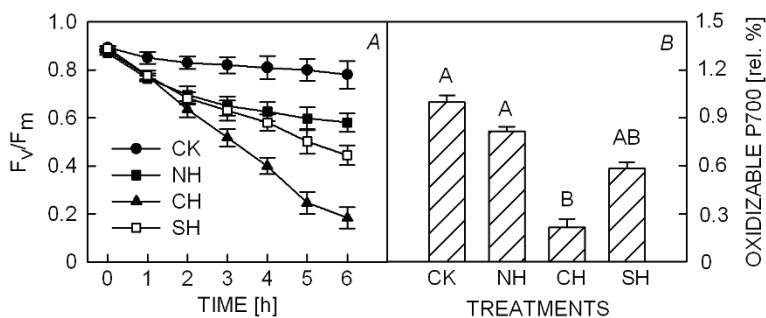 A
F_v/F_m
1.0
0.8
0.6
0.4
0.2
0
CK
NH
CH
SH
0 1 2 3 4 5 6
TIME [h]
B
A
A
B
AB
CK NH CH SH
TREATMENTS
1.5
1.2
0.9
0.6
0.3
0
OXIDIZABLE P700 [rel. %]